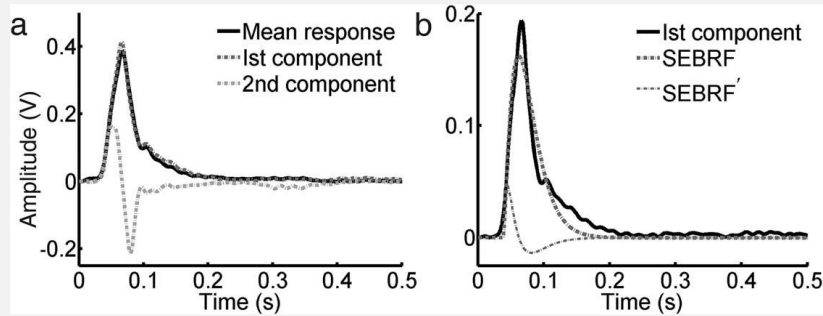 a
Mean response
Ist component
2nd component
Amplitude (V)
0.4
0.2
0
-0.2
0
0.1
0.2
0.3
0.4
0.5
Time (s)
b
Ist component
SEBRF
SEBRF′
0.2
0.1
0
0
0.1
0.2
0.3
0.4
0.5
Time (s)